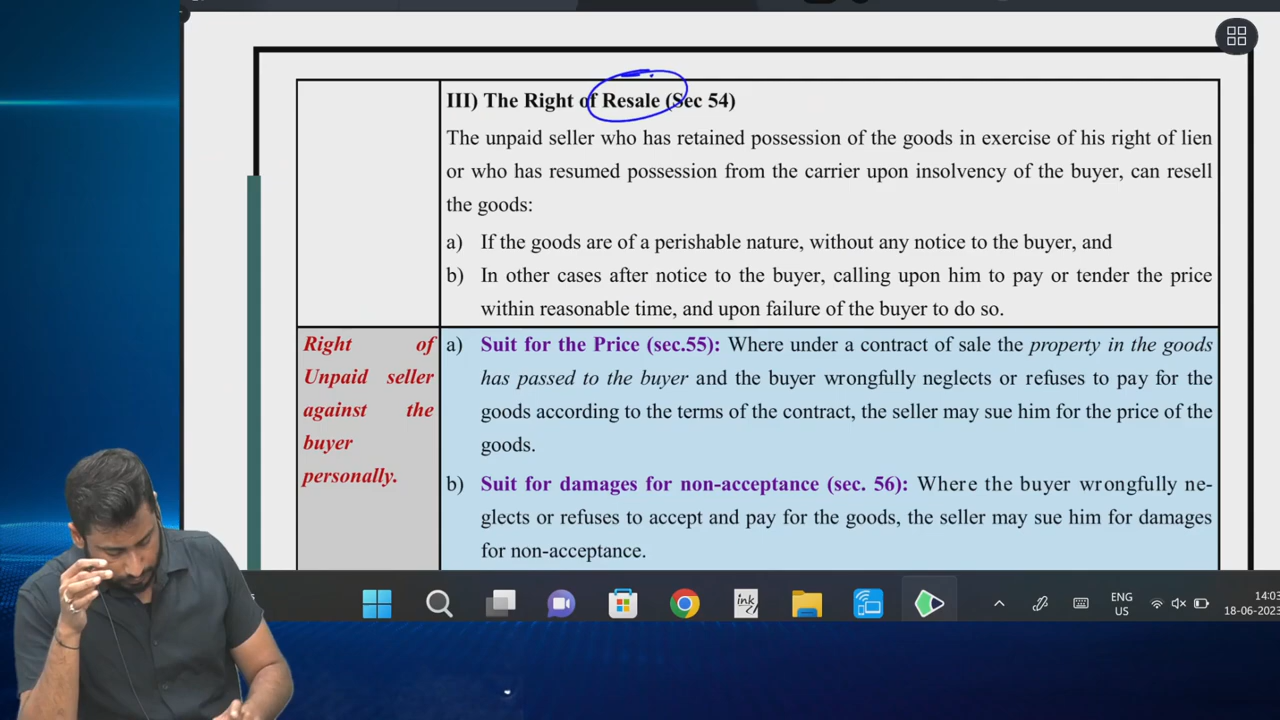 III) The Right of Resale (Sec 54)
The unpaid seller who has retained possession of the goods in exercise of his right of lien
or who has resumed possession from the carrier upon insolvency of the buyer, can resell
the goods:
a) If the goods are of a perishable nature, without any notice to the buyer, and
b) In other cases after notice to the buyer, calling upon him to pay or tender the price
within reasonable time, and upon failure of the buyer to do so.
Right of
Unpaid seller
against the
buyer
personally.
a) Suit for the Price (sec.55): Where under a contract of sale the property in the goods
has passed to the buyer and the buyer wrongfully neglects or refuses to pay for the
goods according to the terms of the contract, the seller may sue him for the price of the
goods.
b) Suit for damages for non-acceptance (sec. 56): Where the buyer wrongfully ne-
glects or refuses to accept and pay for the goods, the seller may sue him for damages
for non-acceptance.
ink
ENG
US
14:03
18-06-2023